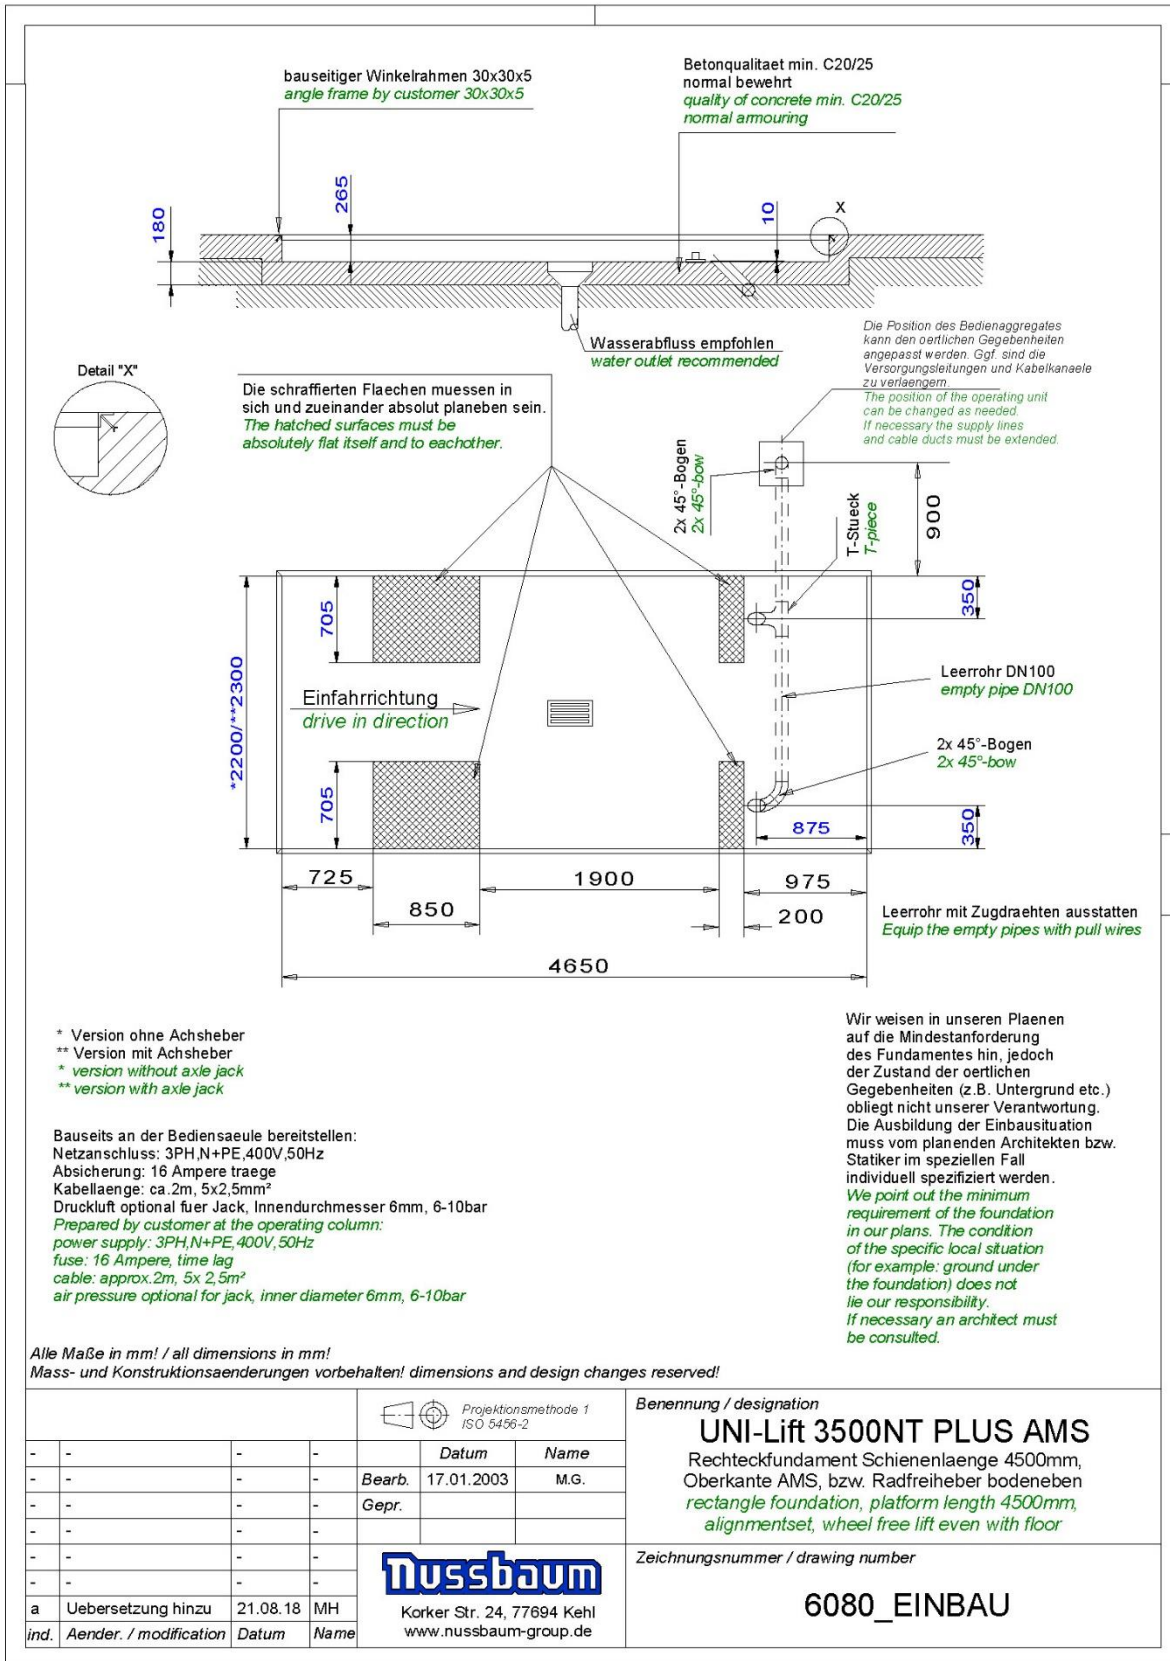 bauseitiger Winkelrahmen 30x30x5
angle frame by customer 30x30x5
Betonqualitaet min. C20/25
normal bewehrt
quality of concrete min. C20/25
normal armouring
180
265
10
X
Wasserabfluss empfohlen
water outlet recommended
Die Position des Bedienaggregates
kann den oertlichen Gegebenheiten
angepasst werden. Ggf. sind die
Versorgungsleitungen und Kabelkanaele
zu verlaengern.
The position of the operating unit
can be changed as needed.
If necessary the supply lines
and cable ducts must be extended.
Detail "X"
Die schraffierten Flaechen muessen in
sich und zueinander absolut planeben sein.
The hatched surfaces must be
absolutely flat itself and to eachother.
2x 45°-Bogen
2x 45°-bow
T-Stueck
T-piece
900
350
705
*2200/**2300
Einfahrrichtung
drive in direction
Leerrohr DN100
empty pipe DN100
2x 45°-Bogen
2x 45°-bow
705
875
350
725
1900
975
850
200
4650
Leerrohr mit Zugdraehten ausstatten
Equip the empty pipes with pull wires
* Version ohne Achsheber
** Version mit Achsheber
* version without axle jack
** version with axle jack
Bauseits an der Bediensaeule bereitstellen:
Netzanschluss: 3PH,N+PE,400V,50Hz
Absicherung: 16 Ampere traege
Kabellaenge: ca.2m, 5x2,5mm²
Druckluft optional fuer Jack, Innendurchmesser 6mm, 6-10bar
Prepared by customer at the operating column:
power supply: 3PH,N+PE,400V,50Hz
fuse: 16 Ampere, time lag
cable: approx.2m, 5x 2,5m²
air pressure optional for jack, inner diameter 6mm, 6-10bar
Wir weisen in unseren Plaenen
auf die Mindestanforderung
des Fundamentes hin, jedoch
der Zustand der oertlichen
Gegebenheiten (z.B. Untergrund etc.)
obliegt nicht unserer Verantwortung.
Die Ausbildung der Einbausituation
muss vom planenden Architekten bzw.
Statiker im speziellen Fall
individuell spezifiziert werden.
We point out the minimum
requirement of the foundation
in our plans. The condition
of the specific local situation
(for example: ground under
the foundation) does not
lie our responsibility.
If necessary an architect must
be consulted.
Alle Maße in mm! / all dimensions in mm!
Mass- und Konstruktionsaenderungen vorbehalten! dimensions and design changes reserved!
Projektionsmethode 1
ISO 5456-2
Benennung / designation
UNI-Lift 3500NT PLUS AMS
Rechteckfundament Schienenlaenge 4500mm,
Oberkante AMS, bzw. Radfreiheber bodeneben
rectangle foundation, platform length 4500mm,
alignmentset, wheel free lift even with floor
- - - - Datum Name
- - - - Bearb. 17.01.2003 M.G.
- - - - Gepr.
- - - -
- - - -
- - - -
a Uebersetzung hinzu 21.08.18 MH
ind. Aender. / modification Datum Name
Nussbaum
Korker Str. 24, 77694 Kehl
www.nussbaum-group.de
Zeichnungsnummer / drawing number
6080_EINBAU